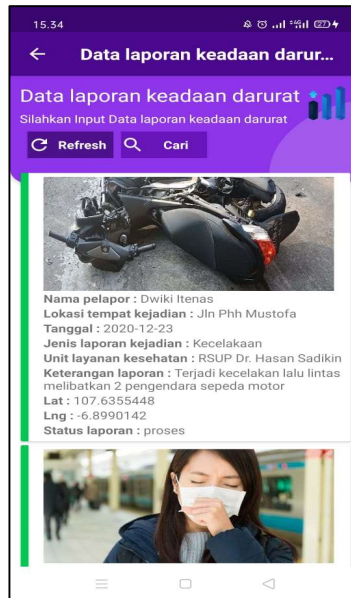 15.34
27
Data laporan keadaan darur...
Data laporan keadaan darurat
Silahkan Input Data laporan keadaan darurat
Refresh Cari
Nama pelapor : Dwiki Itenas
Lokasi tempat kejadian : Jln Phh Mustofa
Tanggal : 2020-12-23
Jenis laporan kejadian : Kecelakaan
Unit layanan kesehatan : RSUP Dr. Hasan Sadikin
Keterangan laporan : Terjadi kecelakan lalu lintas
melibatkan 2 pengendara sepeda motor
Lat : 107.6355448
Lng : -6.8990142
Status laporan : proses